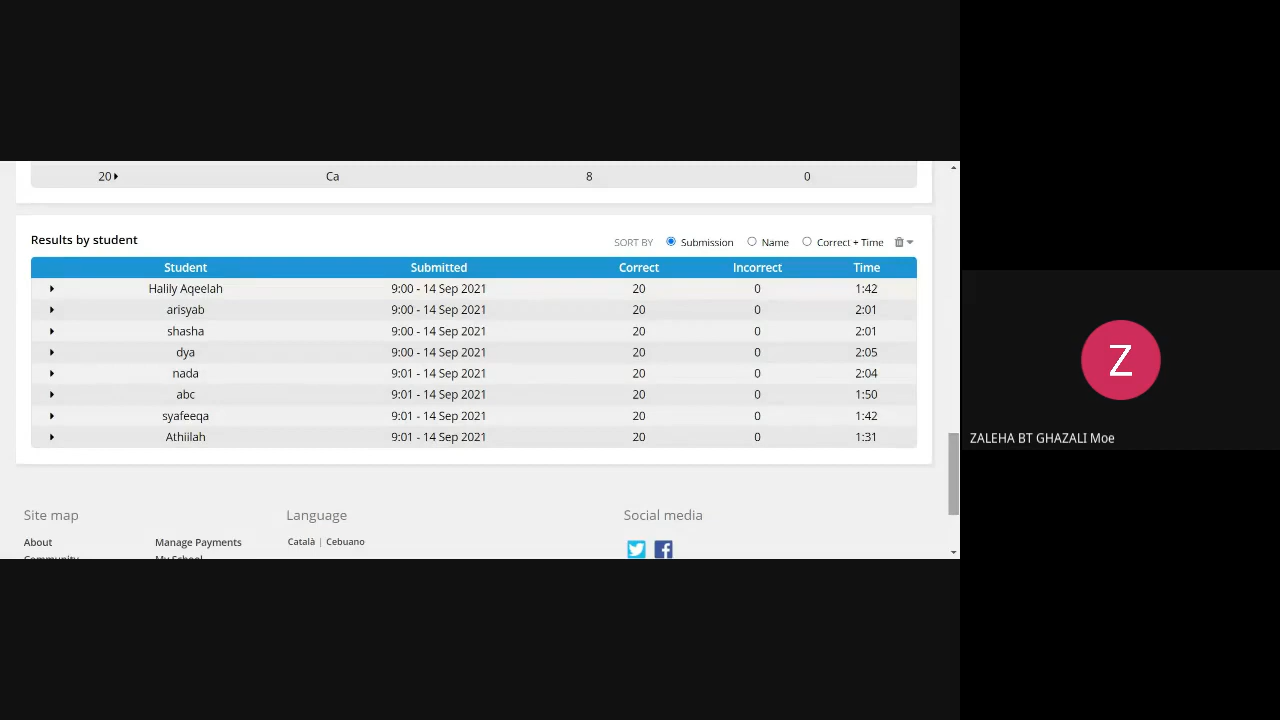 20 Ca 8 0
Results by student SORT BY Submission Name Correct + Time
Student Submitted Correct Incorrect Time
Halily Aqeelah 9:00 - 14 Sep 2021 20 0 1:42
arisyab 9:00 - 14 Sep 2021 20 0 2:01
shasha 9:00 - 14 Sep 2021 20 0 2:01
dya 9:00 - 14 Sep 2021 20 0 2:05
nada 9:01 - 14 Sep 2021 20 0 2:04
abc 9:01 - 14 Sep 2021 20 0 1:50
syafeeqa 9:01 - 14 Sep 2021 20 0 1:42
Athiilah 9:01 - 14 Sep 2021 20 0 1:31
Site map Language Social media
About Manage Payments Català | Cebuano
Community My School
Z
ZALEHA BT GHAZALI Moe